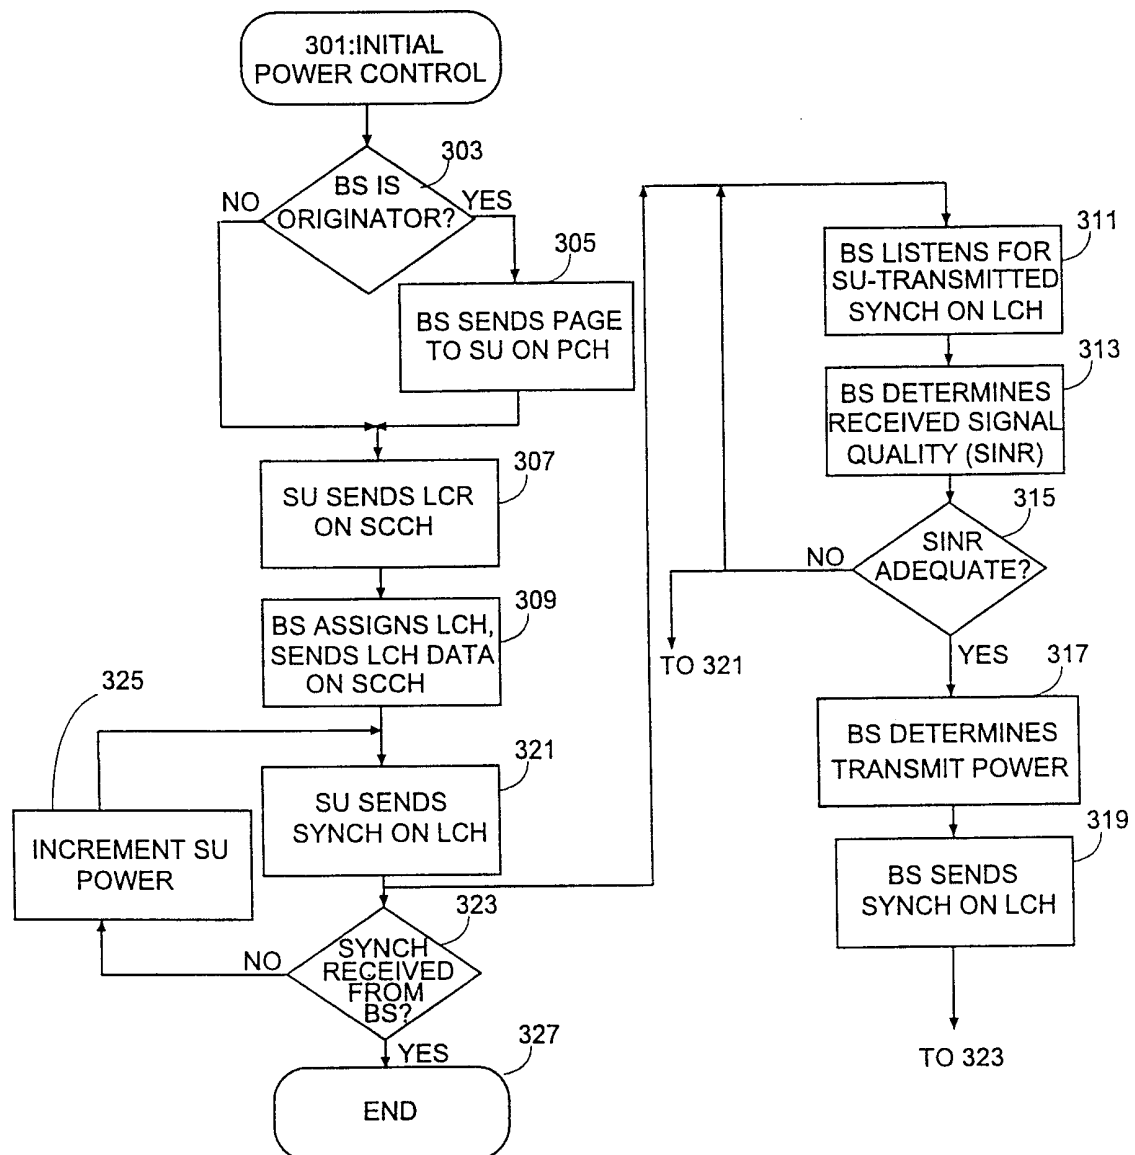 301:INITIAL
POWER CONTROL
303
BS IS
ORIGINATOR?
NO
YES
305
BS SENDS PAGE
TO SU ON PCH
307
SU SENDS LCR
ON SCCH
309
BS ASSIGNS LCH,
SENDS LCH DATA
ON SCCH
325
INCREMENT SU
POWER
321
SU SENDS
SYNCH ON LCH
323
SYNCH
RECEIVED
FROM
BS?
NO
YES
327
END
311
BS LISTENS FOR
SU-TRANSMITTED
SYNCH ON LCH
313
BS DETERMINES
RECEIVED SIGNAL
QUALITY (SINR)
315
SINR
ADEQUATE?
NO
TO 321
YES
317
BS DETERMINES
TRANSMIT POWER
319
BS SENDS
SYNCH ON LCH
TO 323